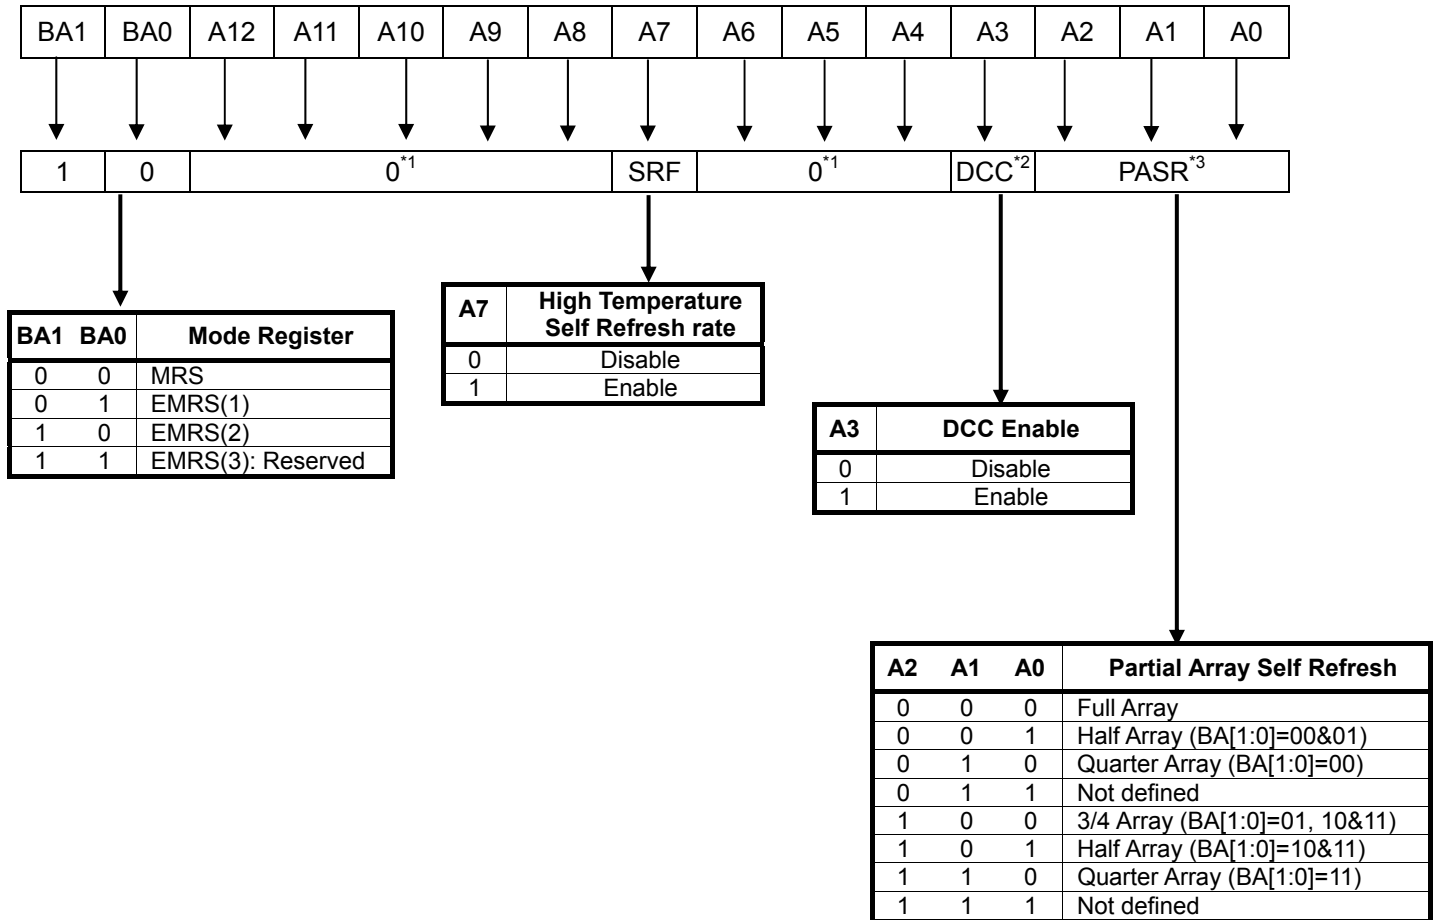 BA1 BA0 A12 A11 A10 A9 A8 A7 A6 A5 A4 A3 A2 A1 A0
1 0 0*1 SRF 0*1 DCC*2 PASR*3
BA1 BA0 Mode Register
0 0 MRS
0 1 EMRS(1)
1 0 EMRS(2)
1 1 EMRS(3): Reserved
A7 High Temperature
Self Refresh rate
0 Disable
1 Enable
A3 DCC Enable
0 Disable
1 Enable
A2 A1 A0 Partial Array Self Refresh
0 0 0 Full Array
0 0 1 Half Array (BA[1:0]=00&01)
0 1 0 Quarter Array (BA[1:0]=00)
0 1 1 Not defined
1 0 0 3/4 Array (BA[1:0]=01, 10&11)
1 0 1 Half Array (BA[1:0]=10&11)
1 1 0 Quarter Array (BA[1:0]=11)
1 1 1 Not defined